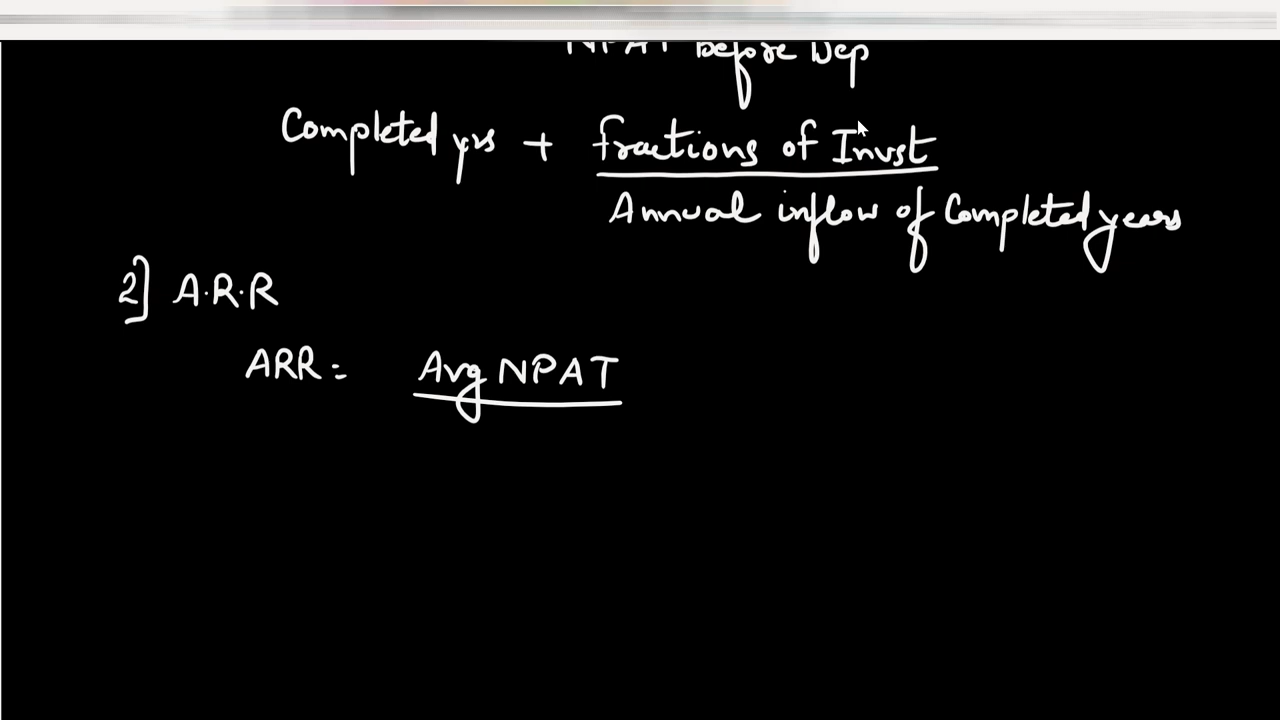 NPAT before Dep
Completed yrs + fractions of Invst
Annual inflow of Completed years
2] A.R.R
ARR = Avg NPAT